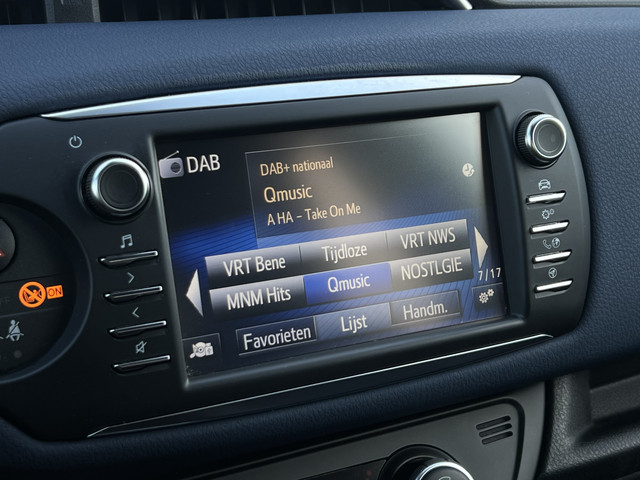 DAB
DAB+ nationaal
Qmusic
A HA - Take On Me
VRT Bene
Tijdloze
VRT NWS
MNM Hits
Qmusic
NOSTLGIE
7/17
Favorieten
Lijst
Handm.
ON